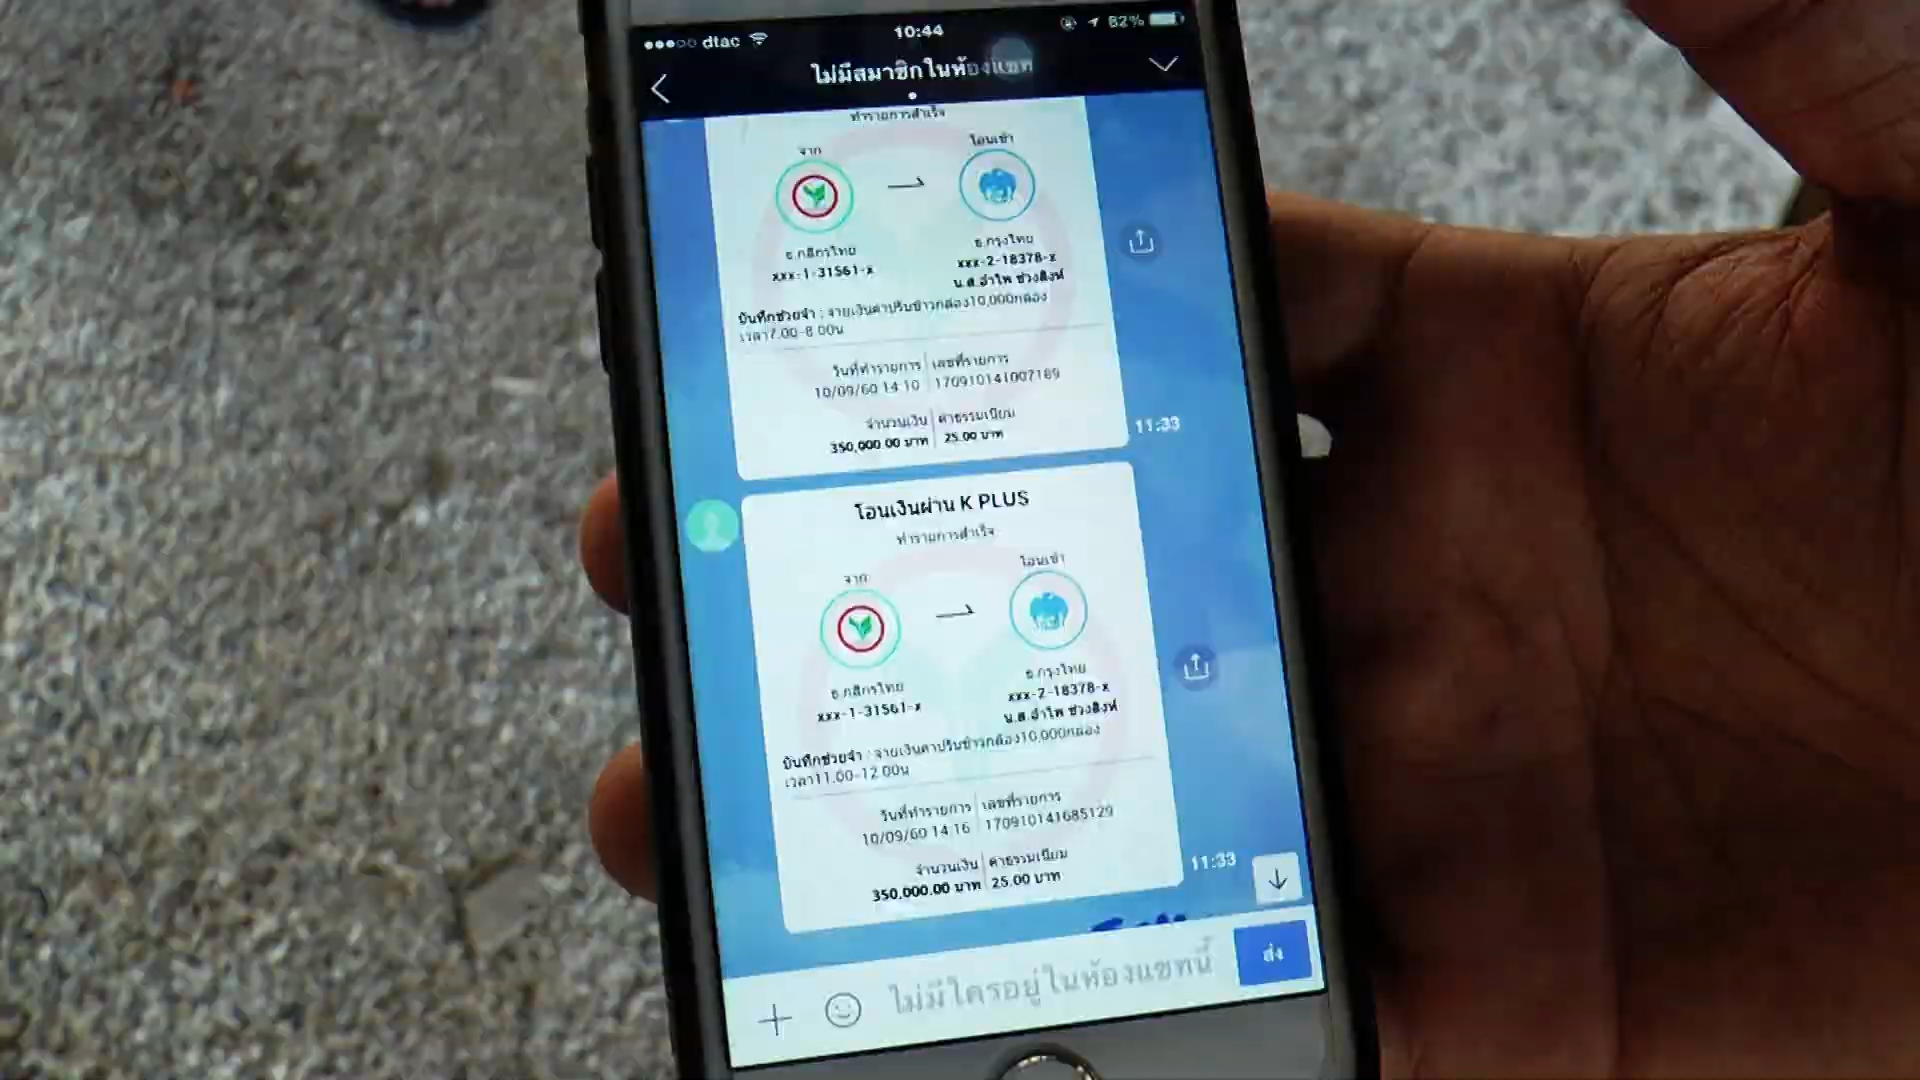 dtac
10:44
82%
ไม่มีสมาชิกในห้องแชท
ทำรายการสำเร็จ
จาก
โอนเข้า
ธ.กสิกรไทย
xxx-1-31561-x
ธ.กรุงไทย
xxx-2-18378-x
น.ส.อำไพ ช่วงสิงห์
บันทึกช่วยจำ : จ่ายเงินค่าปรับข้าวกล่อง10,000กล่อง
เวลา7.00-8.00น
วันที่ทำรายการ เลขที่รายการ
10/09/60 14:10 170910141007189
จำนวนเงิน ค่าธรรมเนียม
350,000.00 บาท 25.00 บาท
11:33
โอนเงินผ่าน K PLUS
ทำรายการสำเร็จ
จาก
โอนเข้า
ธ.กสิกรไทย
xxx-1-31561-x
ธ.กรุงไทย
xxx-2-18378-x
น.ส.อำไพ ช่วงสิงห์
บันทึกช่วยจำ : จ่ายเงินค่าปรับข้าวกล่อง10,000กล่อง
เวลา11.00-12.00น
วันที่ทำรายการ เลขที่รายการ
10/09/60 14:16 170910141685129
จำนวนเงิน ค่าธรรมเนียม
350,000.00 บาท 25.00 บาท
11:33
ไม่มีใครอยู่ในห้องแชทนี้
ส่ง